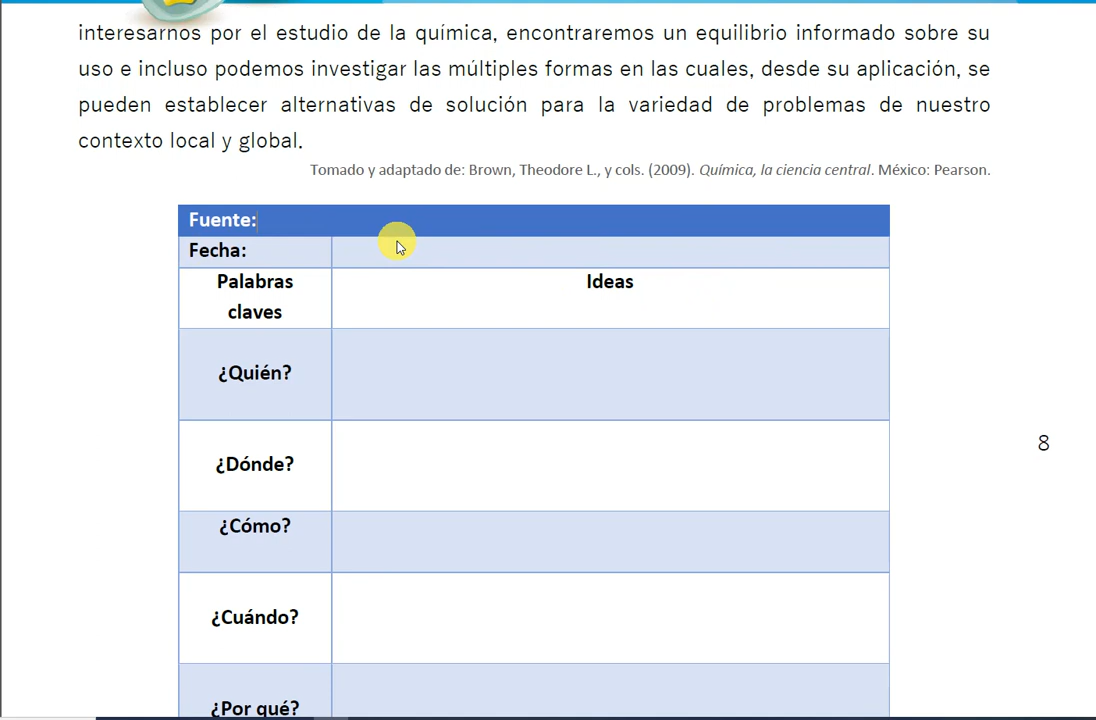 interesarnos por el estudio de la química, encontraremos un equilibrio informado sobre su
uso e incluso podemos investigar las múltiples formas en las cuales, desde su aplicación, se
pueden establecer alternativas de solución para la variedad de problemas de nuestro
contexto local y global.
Tomado y adaptado de: Brown, Theodore L., y cols. (2009). Química, la ciencia central. México: Pearson.
Fuente:
Fecha:
Palabras
claves
Ideas
¿Quién?
¿Dónde?
8
¿Cómo?
¿Cuándo?
¿Por qué?